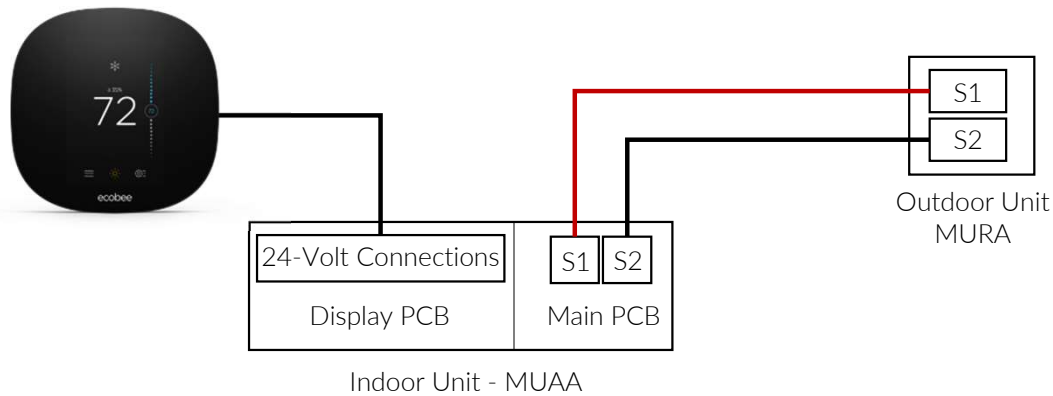 72
ecobee
24-Volt Connections
Display PCB
S1
S2
Main PCB
Indoor Unit - MUAA
S1
S2
Outdoor Unit
MURA